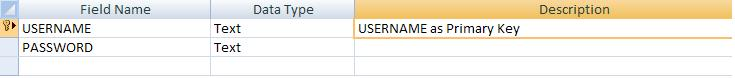 Field Name Data Type Description
USERNAME Text USERNAME as Primary Key
PASSWORD Text